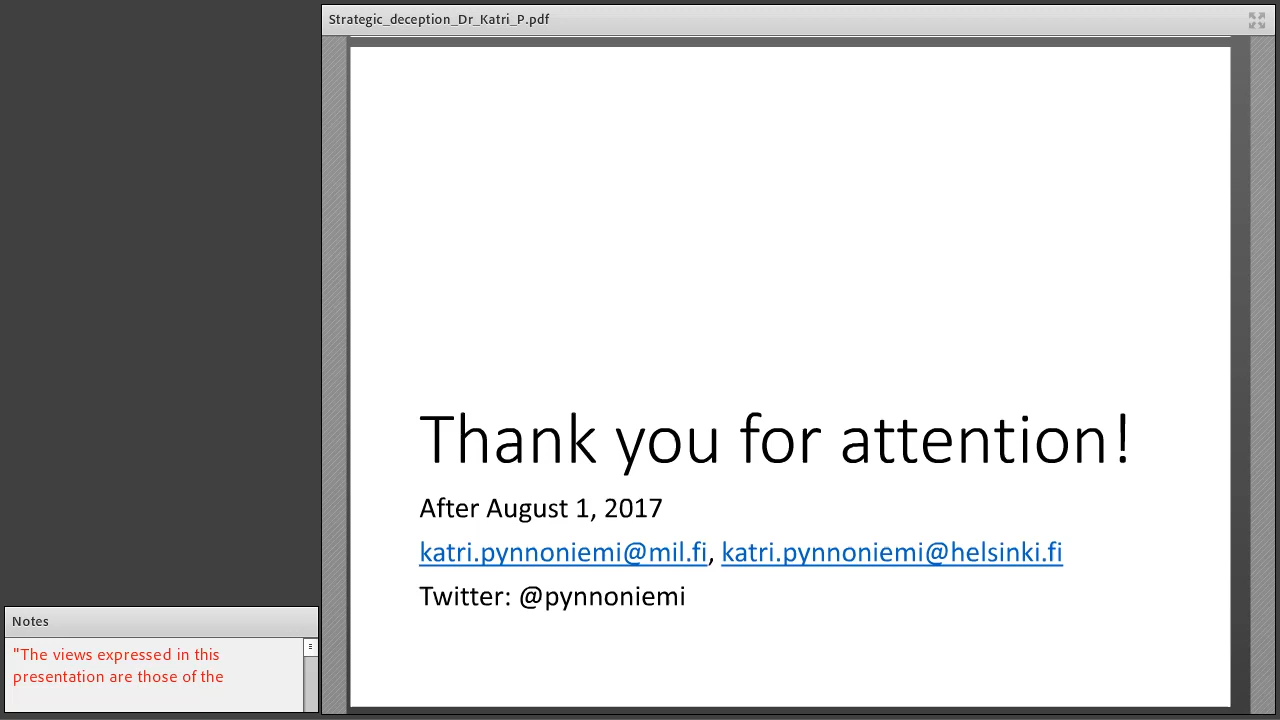 Strategic_deception_Dr_Katri_P.pdf
Thank you for attention!
After August 1, 2017
katri.pynnoniemi@mil.fi, katri.pynnoniemi@helsinki.fi
Twitter: @pynnoniemi
Notes
"The views expressed in this
presentation are those of the